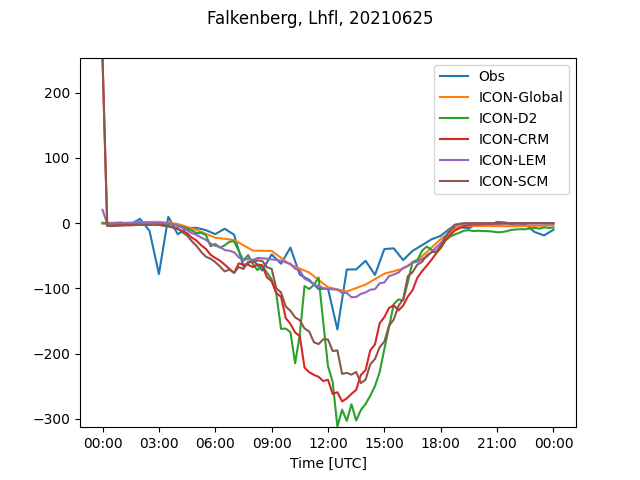 Falkenberg, Lhfl, 20210625
Obs
ICON-Global
ICON-D2
ICON-CRM
ICON-LEM
ICON-SCM
200
100
0
−100
−200
−300
00:00 03:00 06:00 09:00 12:00 15:00 18:00 21:00 00:00
Time [UTC]